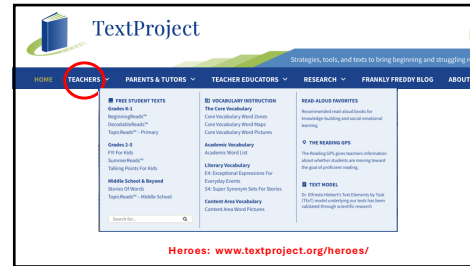 TextProject
Strategies, tools, and texts to bring beginning and struggling
HOME TEACHERS PARENTS & TUTORS TEACHER EDUCATORS RESEARCH FRANKLY FREDDY BLOG ABOUT
FREE STUDENT TEXTS
Grades K-1
BeginningReads™
DecodableReads™
TopicReads™ – Primary
Grades 2-5
FYI For Kids
SummerReads™
Talking Points For Kids
Middle School & Beyond
Stories Of Words
TopicReads™ – Middle School
Search for...
VOCABULARY INSTRUCTION
The Core Vocabulary
Core Vocabulary Word Zones
Core Vocabulary Word Maps
Core Vocabulary Word Pictures
Academic Vocabulary
Academic Word List
Literary Vocabulary
E4: Exceptional Expressions For
Everyday Events
S4: Super Synonym Sets For Stories
Content Area Vocabulary
Content Area Word Pictures
READ-ALOUD FAVORITES
Recommended read-aloud books for
knowledge-building and social-emotional
learning
THE READING GPS
The Reading GPS gives teachers information
about whether students are moving toward
the goal of proficient reading.
TEXT MODEL
Dr. Elfrieda Hiebert's Text Elements by Task
(TExT) model underlying our texts has been
validated through scientific research
Heroes: www.textproject.org/heroes/